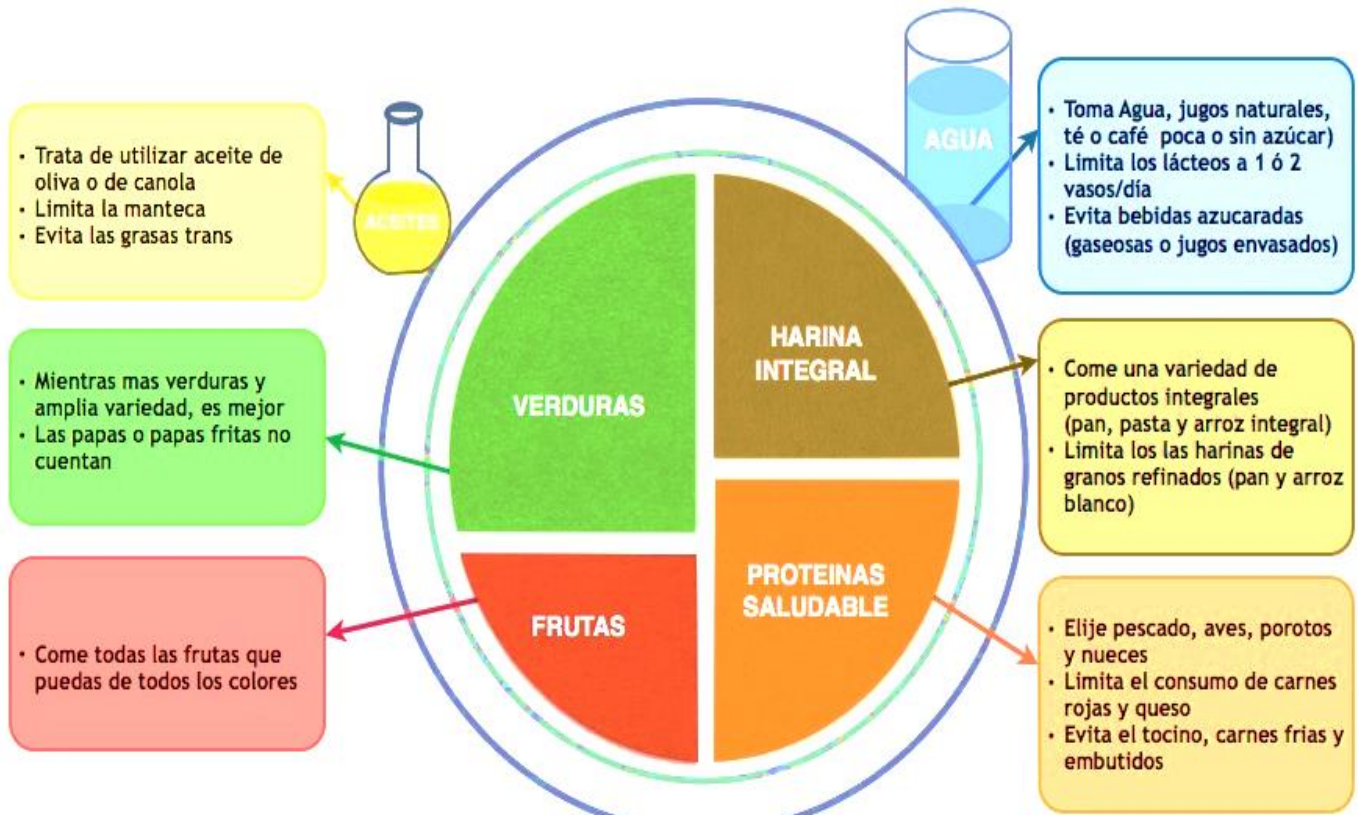 • Trata de utilizar aceite de
oliva o de canola
• Limita la manteca
• Evita las grasas trans
ACEITES
AGUA
• Toma Agua, jugos naturales,
té o café poca o sin azúcar)
• Limita los lácteos a 1 ó 2
vasos/día
• Evita bebidas azucaradas
(gaseosas o jugos envasados)
• Mientras mas verduras y
amplia variedad, es mejor
• Las papas o papas fritas no
cuentan
VERDURAS
HARINA
INTEGRAL
• Come una variedad de
productos integrales
(pan, pasta y arroz integral)
• Limita los las harinas de
granos refinados (pan y arroz
blanco)
• Come todas las frutas que
puedas de todos los colores
FRUTAS
PROTEINAS
SALUDABLE
• Elije pescado, aves, porotos
y nueces
• Limita el consumo de carnes
rojas y queso
• Evita el tocino, carnes frias y
embutidos